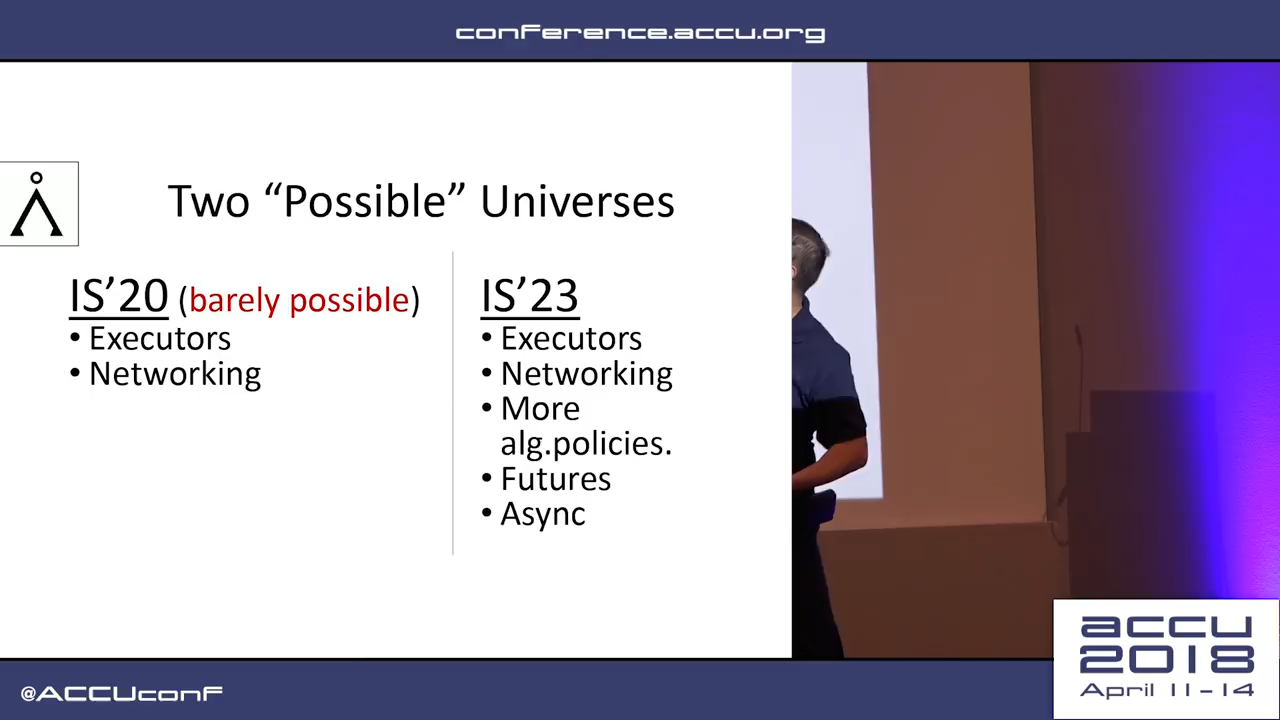 conference.accu.org
Two “Possible” Universes
IS’20 (barely possible)
• Executors
• Networking
IS’23
• Executors
• Networking
• More
alg.policies.
• Futures
• Async
accu
2018
April 11-14
@ACCUconf